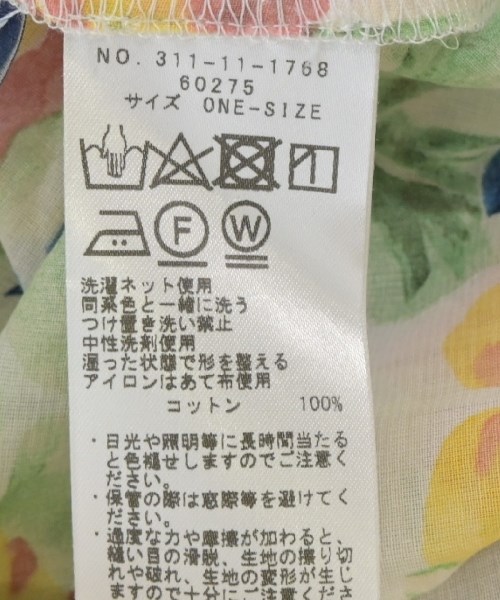 NO. 311-11-1768
60275
サイズ ONE-SIZE
F W
洗濯ネット使用
同系色と一緒に洗う
つけ置き洗い禁止
中性洗剤使用
湿った状態で形を整える
アイロンはあて布使用
コットン 100%
・日光や照明等に長時間当たる
と色褪せしますのでご注意く
ださい。
・保管の際は窓際等を避けてく
ださい。
・過度な力や摩擦が加わると、
縫い目の滑脱、生地の擦り切
れや破れ、生地の変形が生じ
ますので十分にご注意くださ